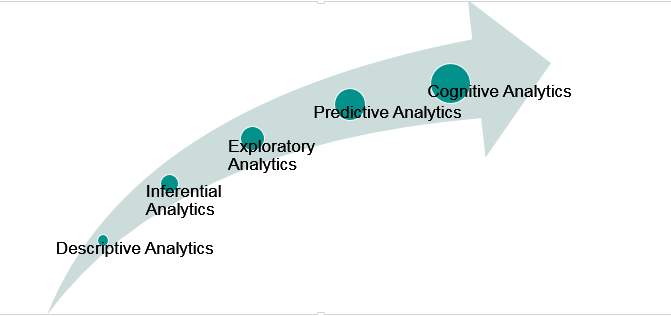 Cognitive Analytics
Predictive Analytics
Exploratory
Analytics
Inferential
Analytics
Descriptive Analytics